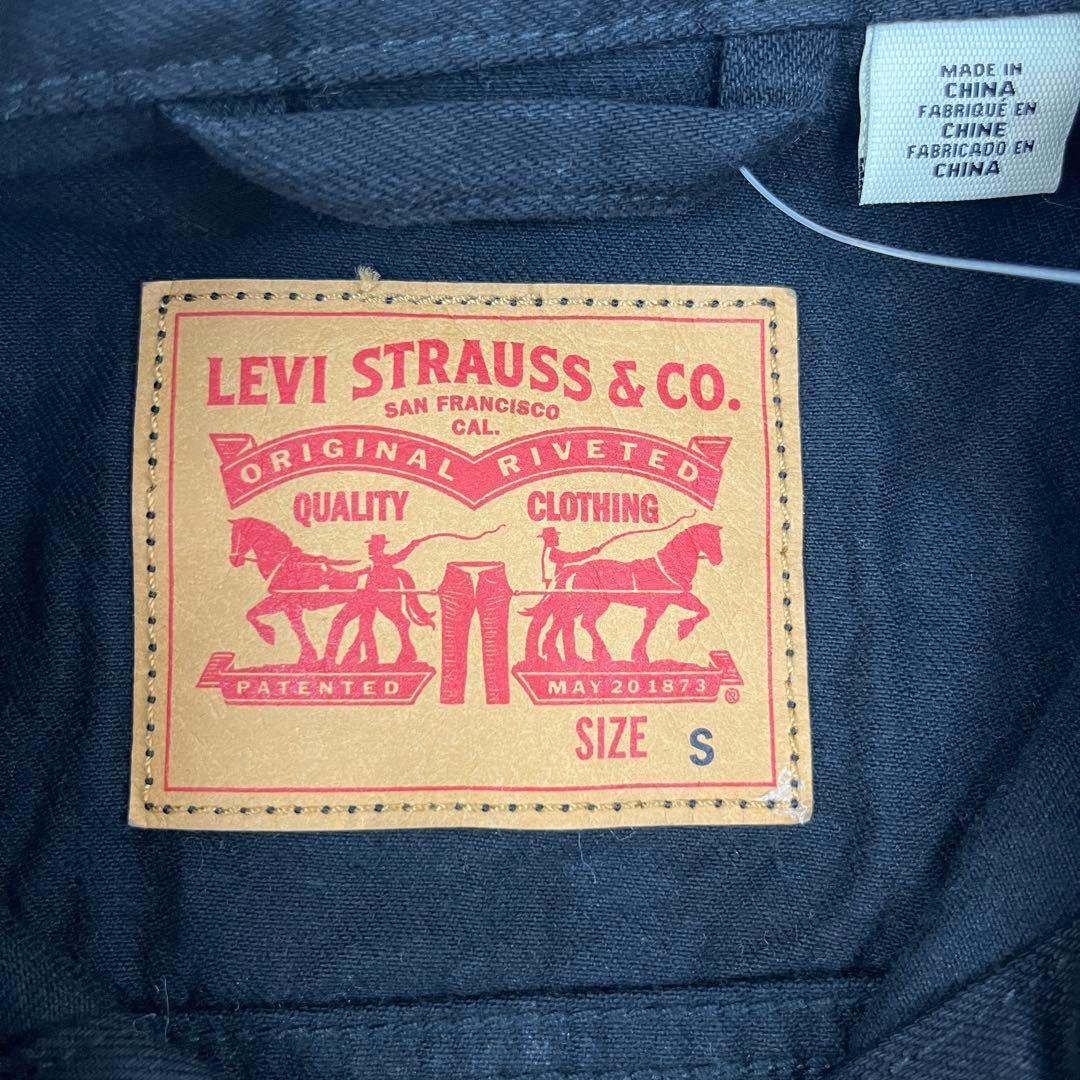 MADE IN
CHINA
FABRIQUÉ EN
CHINE
FABRICADO EN
CHINA
LEVI STRAUSS & CO.
SAN FRANCISCO
CAL.
ORIGINAL RIVETED
QUALITY CLOTHING
PATENTED MAY 20 1873 ®
SIZE S